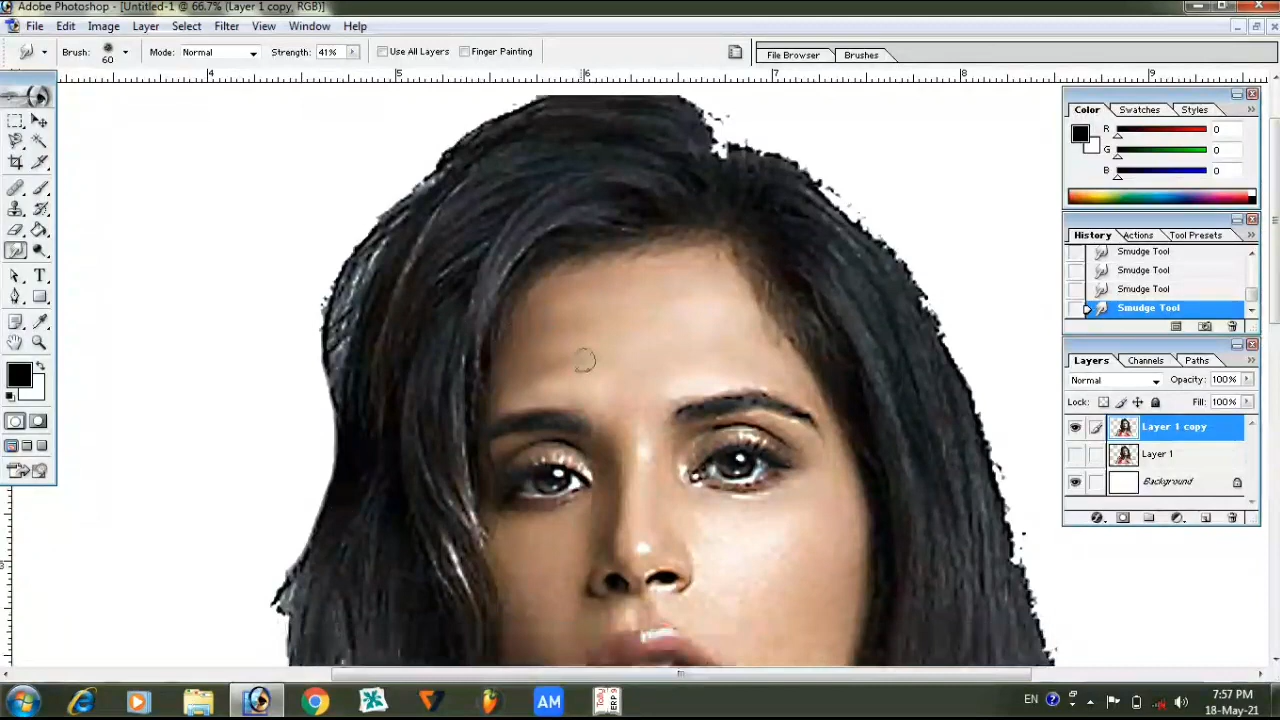 Adobe Photoshop - [Untitled-1 @ 66.7% (Layer 1 copy, RGB)]
File Edit Image Layer Select Filter View Window Help
Brush: 60 Mode: Normal Strength: 41% Use All Layers Finger Painting File Browser Brushes
4 5 6 7 8 9
Color Swatches Styles
R 0
G 0
B 0
History Actions Tool Presets
Smudge Tool
Smudge Tool
Smudge Tool
Smudge Tool
Layers Channels Paths
Normal Opacity: 100%
Lock: Fill: 100%
Layer 1 copy
Layer 1
Background
3
AM Tally ERP 9 EN 7:57 PM
18-May-21